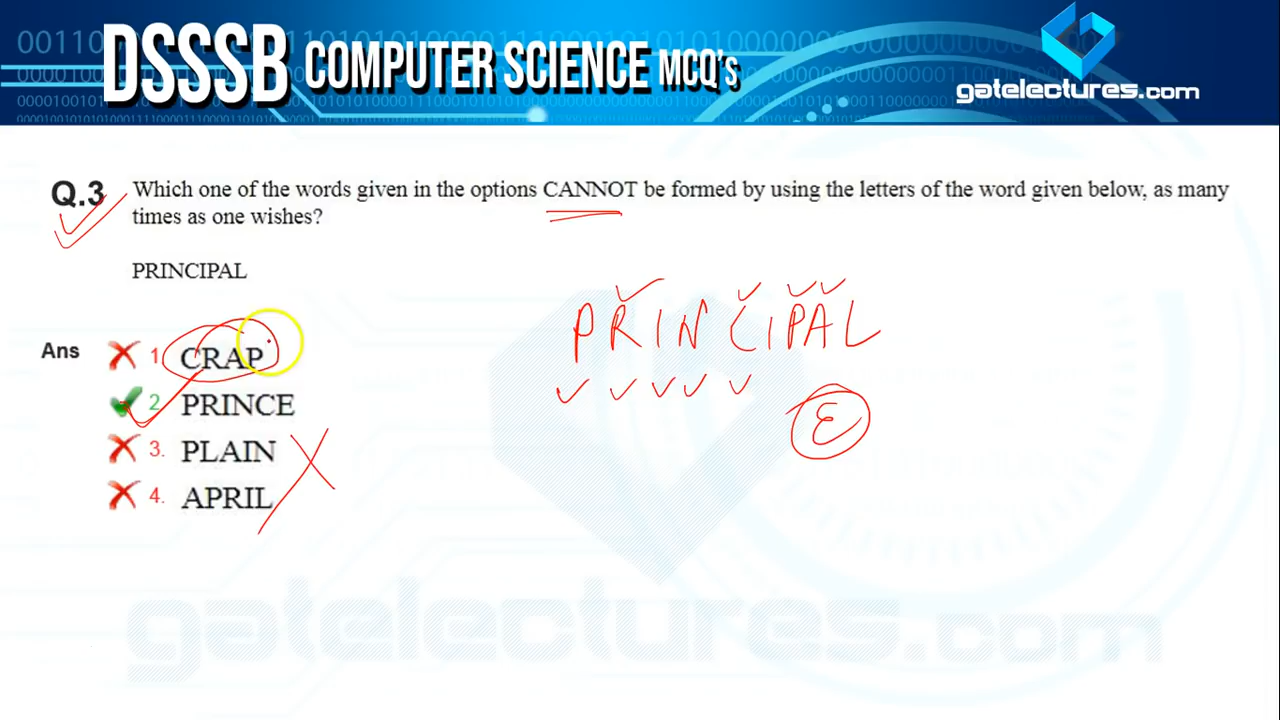 DSSSB COMPUTER SCIENCE MCQ's
gatelectures.com
Q.3 Which one of the words given in the options CANNOT be formed by using the letters of the word given below, as many
times as one wishes?
PRINCIPAL
PRINCIPAL
Ans 1. CRAP
2. PRINCE
E
3. PLAIN
4. APRIL
gatelectures.com